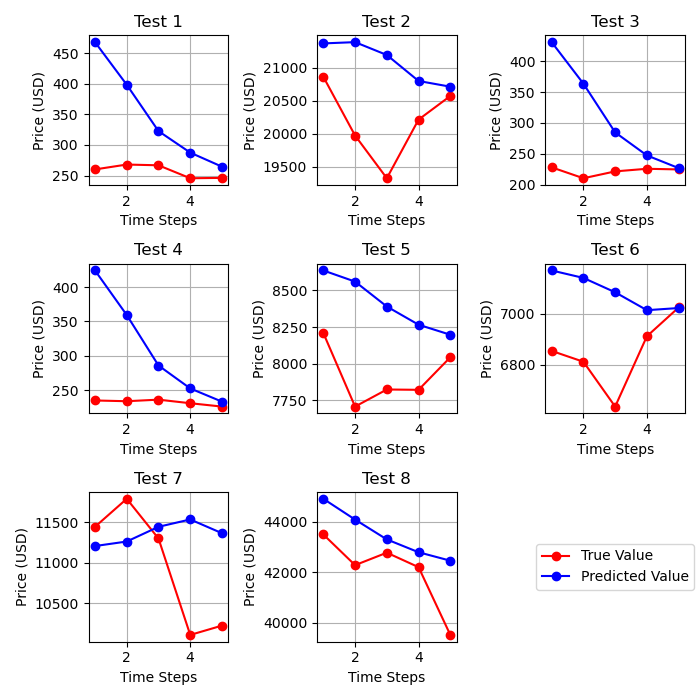 Test 1
Price (USD)
450
400
350
300
250
2
4
Time Steps
Test 2
Price (USD)
21000
20500
20000
19500
2
4
Time Steps
Test 3
Price (USD)
400
350
300
250
200
2
4
Time Steps
Test 4
Price (USD)
400
350
300
250
2
4
Time Steps
Test 5
Price (USD)
8500
8250
8000
7750
2
4
Time Steps
Test 6
Price (USD)
7000
6800
2
4
Time Steps
Test 7
Price (USD)
11500
11000
10500
2
4
Time Steps
Test 8
Price (USD)
44000
42000
40000
2
4
Time Steps
True Value
Predicted Value